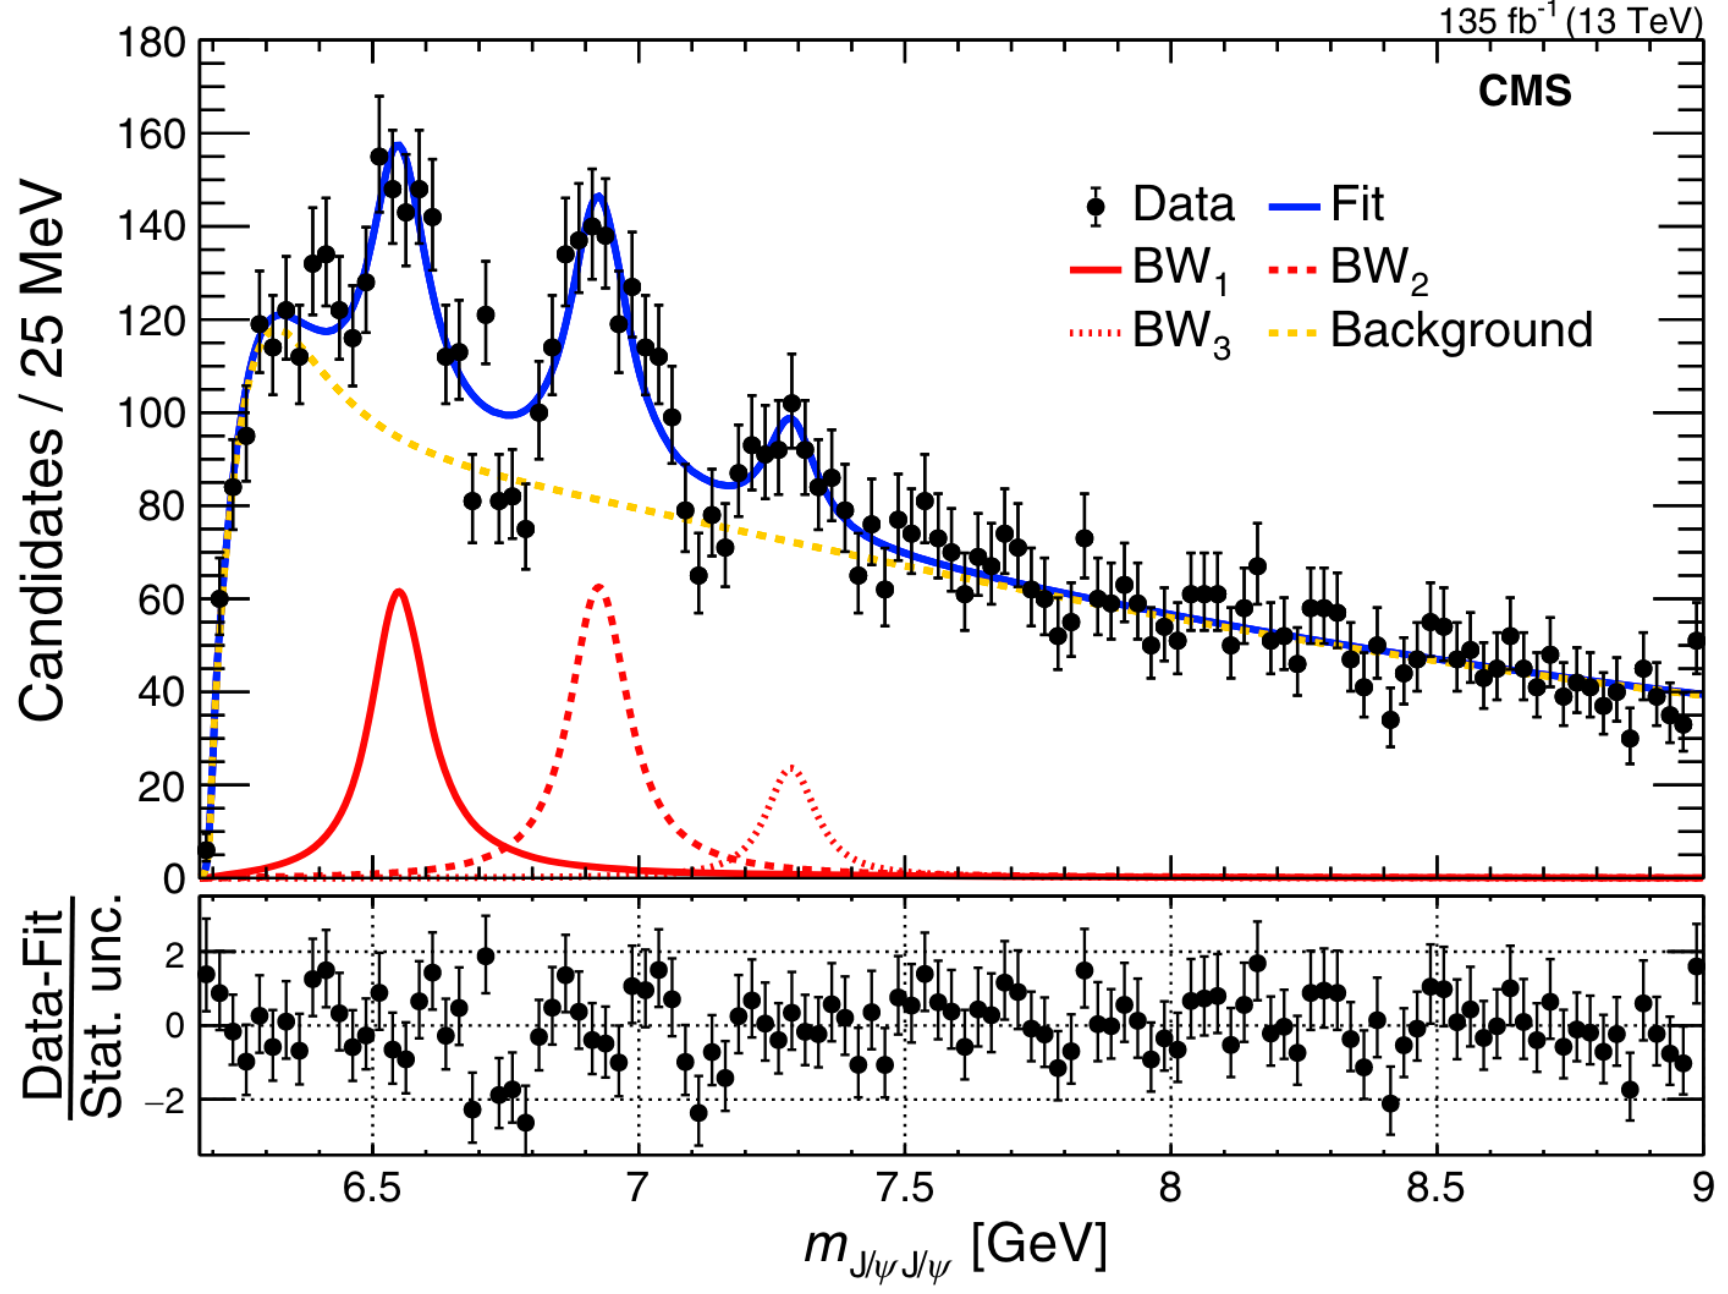 135 fb⁻¹ (13 TeV)
CMS
Candidates / 25 MeV
180
160
140
120
100
80
60
40
20
0
Data
Fit
BW₁
BW₂
BW₃
Background
Data-Fit
Stat. unc.
2
0
−2
6.5 7 7.5 8 8.5 9
m_J/ψ J/ψ [GeV]